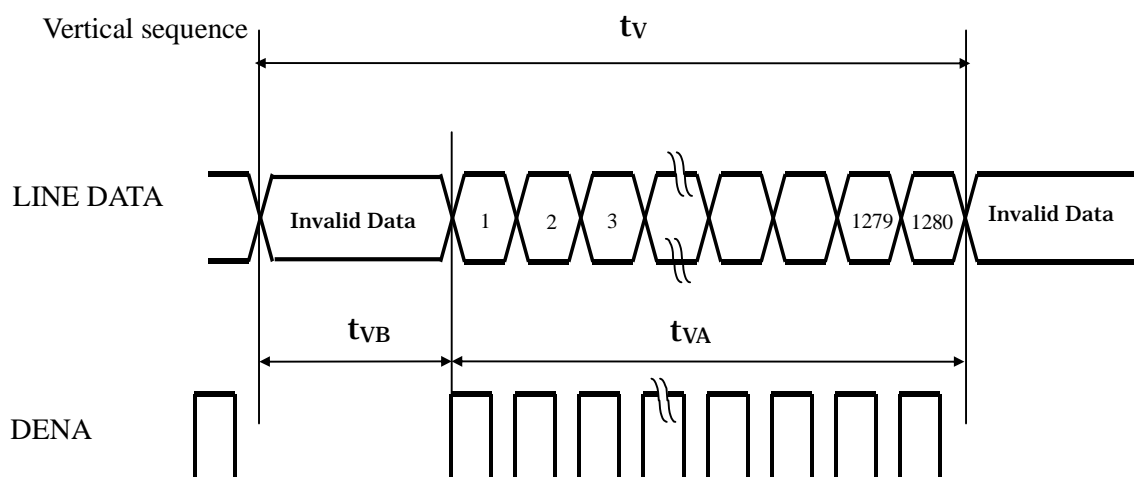 Vertical sequence
tV
LINE DATA
Invalid Data
1
2
3
1279
1280
Invalid Data
tVB
tVA
DENA